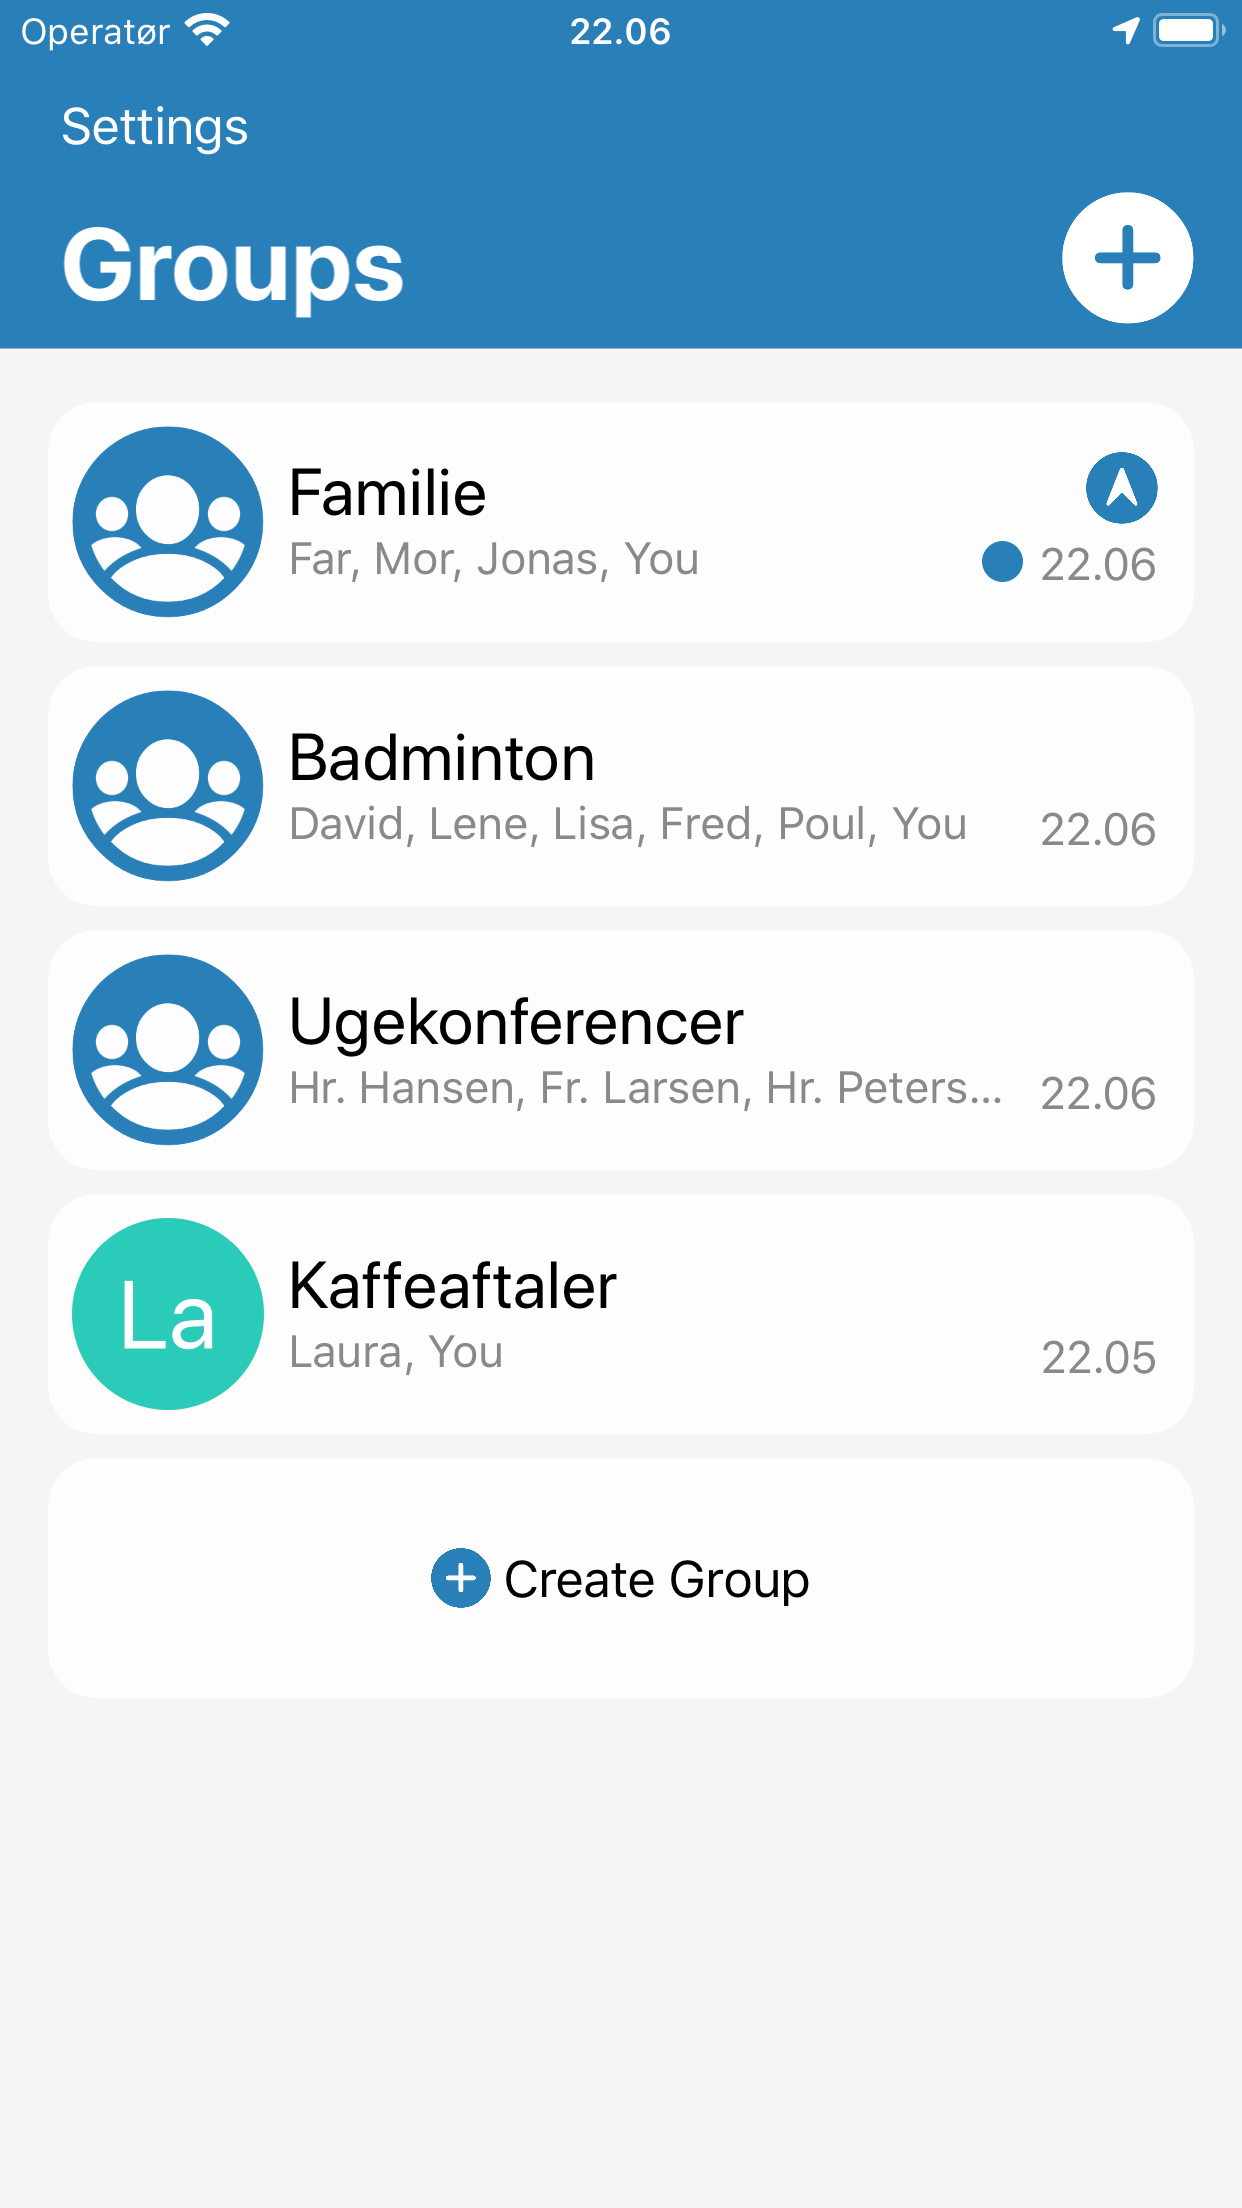 Operatør 22.06
Settings
Groups
Familie
Far, Mor, Jonas, You 22.06
Badminton
David, Lene, Lisa, Fred, Poul, You 22.06
Ugekonferencer
Hr. Hansen, Fr. Larsen, Hr. Peters... 22.06
La
Kaffeaftaler
Laura, You 22.05
Create Group